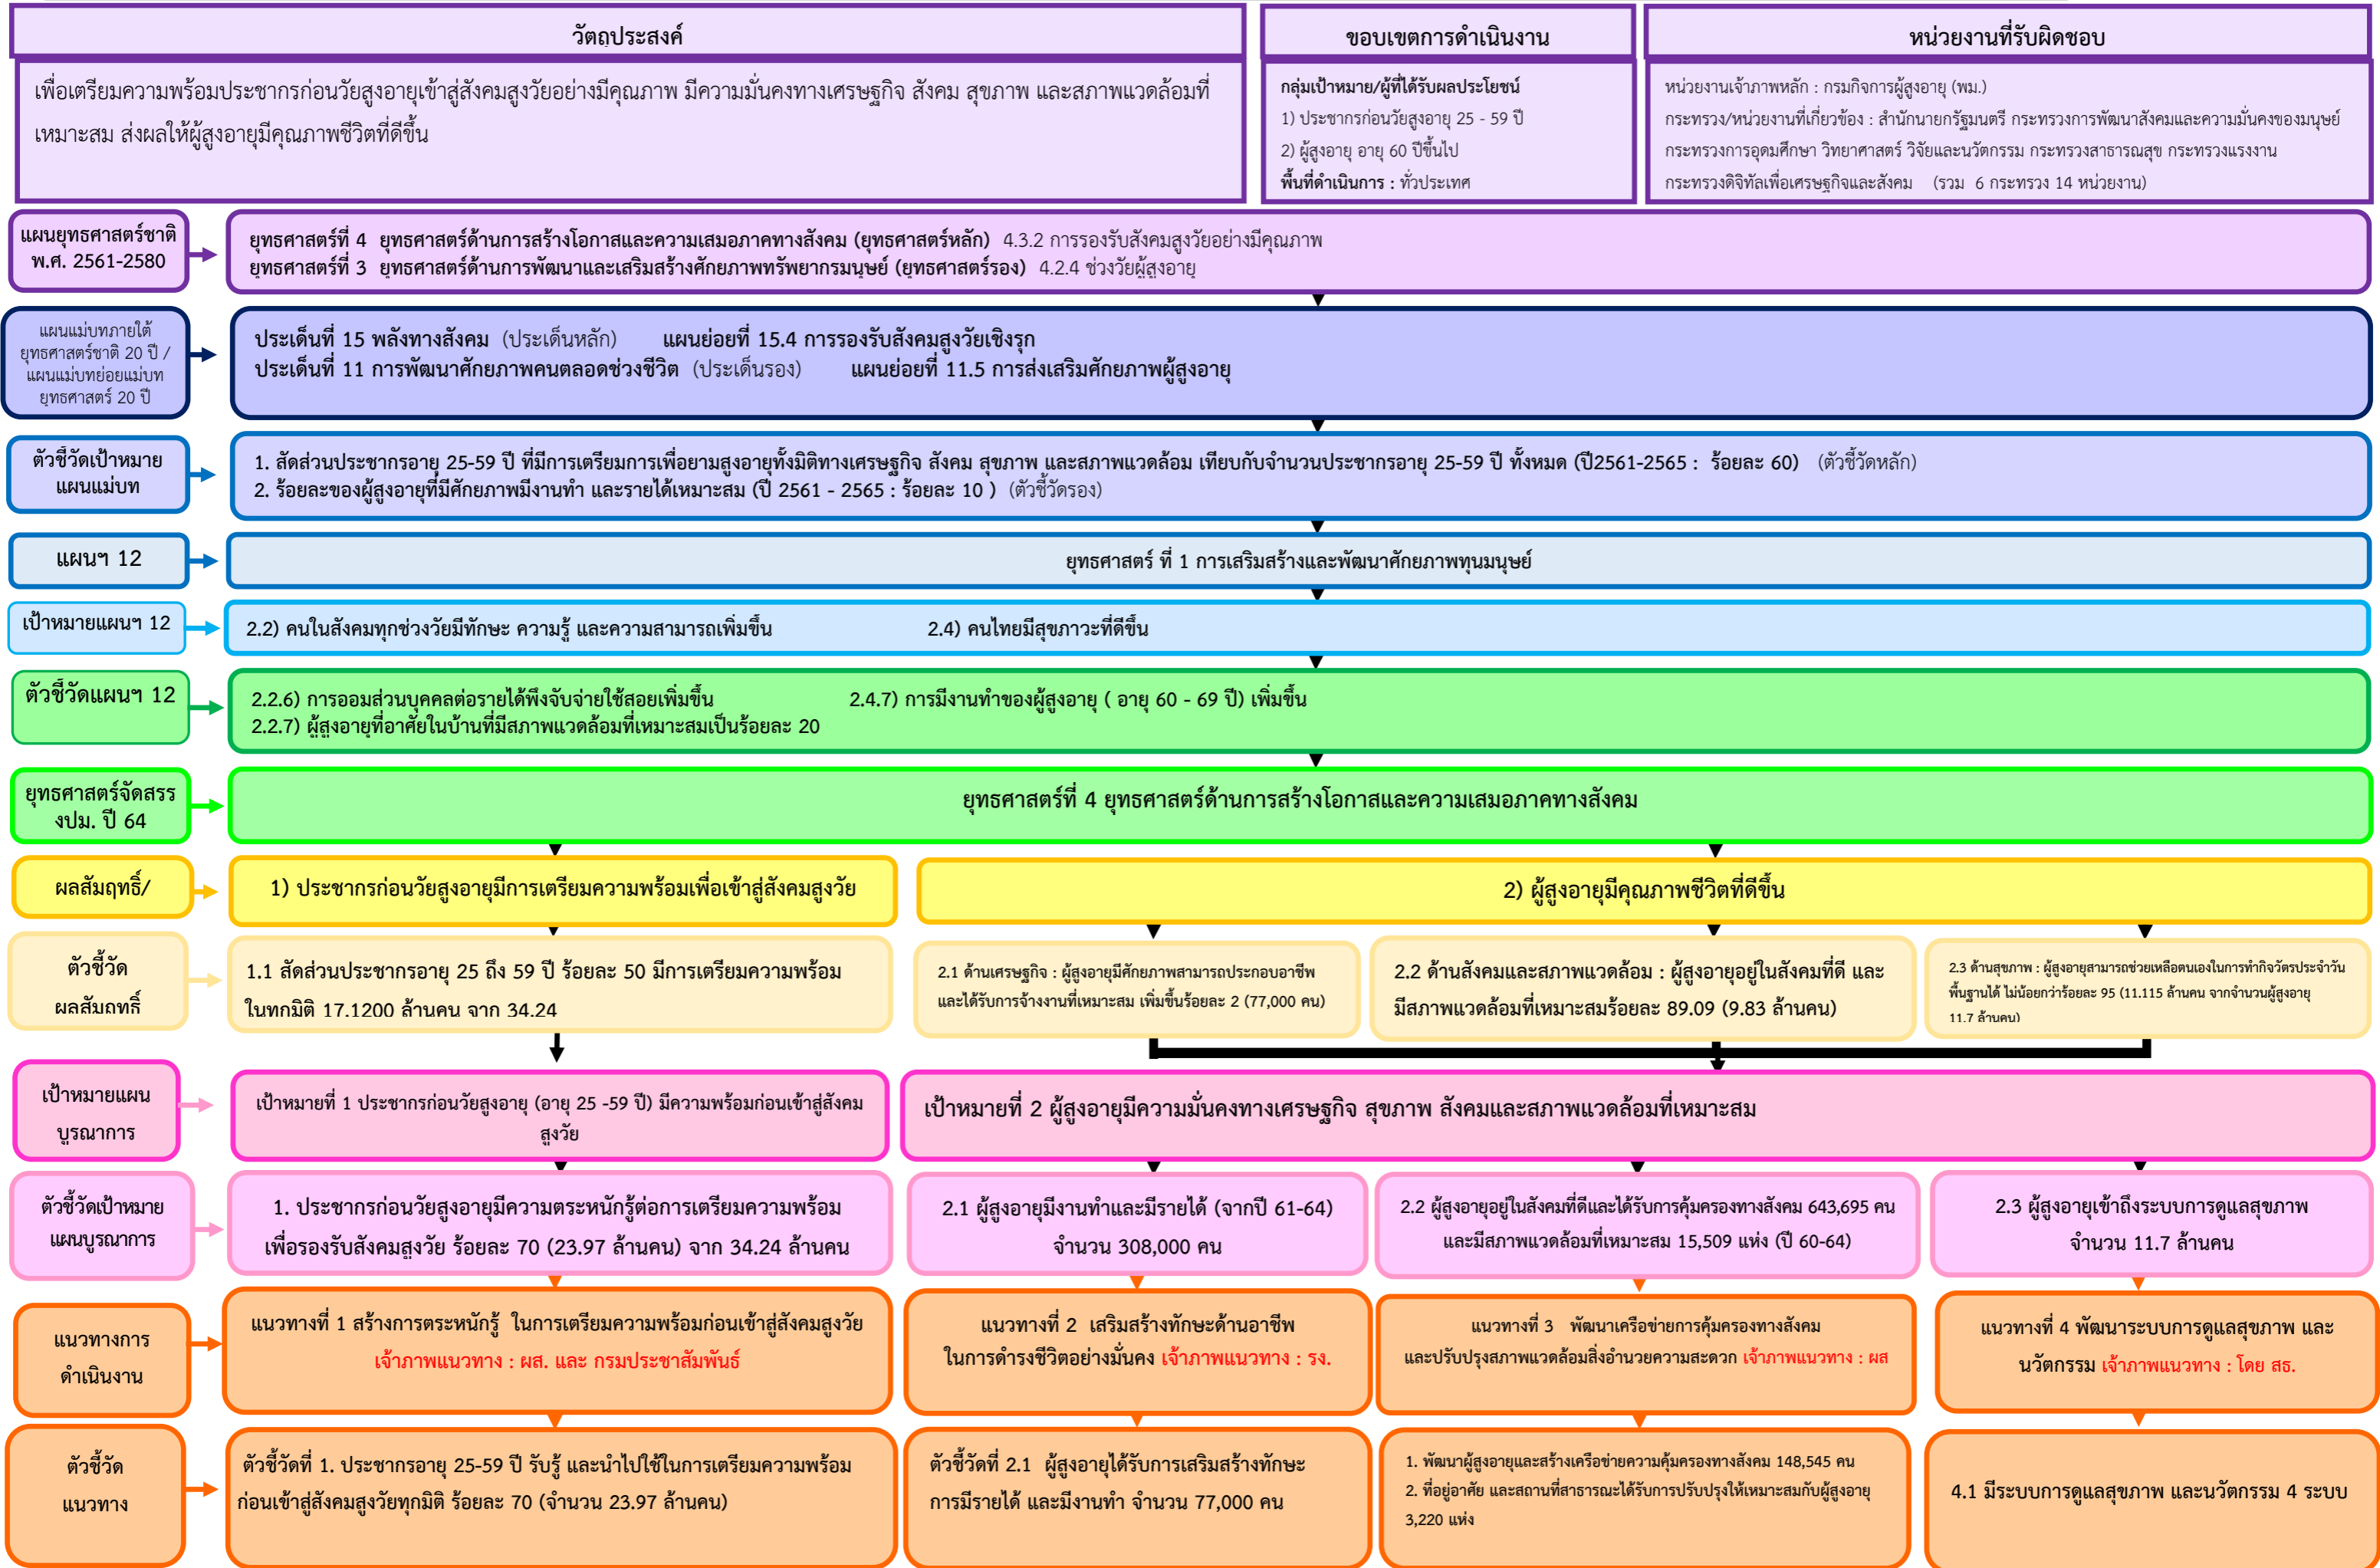 วัตถุประสงค์
เพื่อเตรียมความพร้อมประชากรก่อนวัยสูงอายุเข้าสู่สังคมสูงวัยอย่างมีคุณภาพ มีความมั่นคงทางเศรษฐกิจ สังคม สุขภาพ และสภาพแวดล้อมที่
เหมาะสม ส่งผลให้ผู้สูงอายุมีคุณภาพชีวิตที่ดีขึ้น
ขอบเขตการดำเนินงาน
กลุ่มเป้าหมาย/ผู้ที่ได้รับผลประโยชน์
1) ประชากรก่อนวัยสูงอายุ 25 - 59 ปี
2) ผู้สูงอายุ อายุ 60 ปีขึ้นไป
พื้นที่ดำเนินการ : ทั่วประเทศ
หน่วยงานที่รับผิดชอบ
หน่วยงานเจ้าภาพหลัก : กรมกิจการผู้สูงอายุ (พม.)
กระทรวง/หน่วยงานที่เกี่ยวข้อง : สำนักนายกรัฐมนตรี กระทรวงการพัฒนาสังคมและความมั่นคงของมนุษย์
กระทรวงการอุดมศึกษา วิทยาศาสตร์ วิจัยและนวัตกรรม กระทรวงสาธารณสุข กระทรวงแรงงาน
กระทรวงดิจิทัลเพื่อเศรษฐกิจและสังคม (รวม 6 กระทรวง 14 หน่วยงาน)
แผนยุทธศาสตร์ชาติ
พ.ศ. 2561-2580
ยุทธศาสตร์ที่ 4 ยุทธศาสตร์ด้านการสร้างโอกาสและความเสมอภาคทางสังคม (ยุทธศาสตร์หลัก) 4.3.2 การรองรับสังคมสูงวัยอย่างมีคุณภาพ
ยุทธศาสตร์ที่ 3 ยุทธศาสตร์ด้านการพัฒนาและเสริมสร้างศักยภาพทรัพยากรมนุษย์ (ยุทธศาสตร์รอง) 4.2.4 ช่วงวัยผู้สูงอายุ
แผนแม่บทภายใต้
ยุทธศาสตร์ชาติ 20 ปี /
แผนแม่บทย่อยแม่บท
ยุทธศาสตร์ 20 ปี
ประเด็นที่ 15 พลังทางสังคม (ประเด็นหลัก) แผนย่อยที่ 15.4 การรองรับสังคมสูงวัยเชิงรุก
ประเด็นที่ 11 การพัฒนาศักยภาพคนตลอดช่วงชีวิต (ประเด็นรอง) แผนย่อยที่ 11.5 การส่งเสริมศักยภาพผู้สูงอายุ
ตัวชี้วัดเป้าหมาย
แผนแม่บท
1. สัดส่วนประชากรอายุ 25-59 ปี ที่มีการเตรียมการเพื่อยามสูงอายุทั้งมิติทางเศรษฐกิจ สังคม สุขภาพ และสภาพแวดล้อม เทียบกับจำนวนประชากรอายุ 25-59 ปี ทั้งหมด (ปี2561-2565 : ร้อยละ 60) (ตัวชี้วัดหลัก)
2. ร้อยละของผู้สูงอายุที่มีศักยภาพมีงานทำ และรายได้เหมาะสม (ปี 2561 - 2565 : ร้อยละ 10 ) (ตัวชี้วัดรอง)
แผนฯ 12
ยุทธศาสตร์ ที่ 1 การเสริมสร้างและพัฒนาศักยภาพทุนมนุษย์
เป้าหมายแผนฯ 12
2.2) คนในสังคมทุกช่วงวัยมีทักษะ ความรู้ และความสามารถเพิ่มขึ้น 2.4) คนไทยมีสุขภาวะที่ดีขึ้น
ตัวชี้วัดแผนฯ 12
2.2.6) การออมส่วนบุคคลต่อรายได้พึงจับจ่ายใช้สอยเพิ่มขึ้น 2.4.7) การมีงานทำของผู้สูงอายุ ( อายุ 60 - 69 ปี) เพิ่มขึ้น
2.2.7) ผู้สูงอายุที่อาศัยในบ้านที่มีสภาพแวดล้อมที่เหมาะสมเป็นร้อยละ 20
ยุทธศาสตร์จัดสรร
งปม. ปี 64
ยุทธศาสตร์ที่ 4 ยุทธศาสตร์ด้านการสร้างโอกาสและความเสมอภาคทางสังคม
ผลสัมฤทธิ์/
1) ประชากรก่อนวัยสูงอายุมีการเตรียมความพร้อมเพื่อเข้าสู่สังคมสูงวัย
2) ผู้สูงอายุมีคุณภาพชีวิตที่ดีขึ้น
ตัวชี้วัด
ผลสัมฤทธิ์
1.1 สัดส่วนประชากรอายุ 25 ถึง 59 ปี ร้อยละ 50 มีการเตรียมความพร้อม
ในทุกมิติ 17.1200 ล้านคน จาก 34.24
2.1 ด้านเศรษฐกิจ : ผู้สูงอายุมีศักยภาพสามารถประกอบอาชีพ
และได้รับการจ้างงานที่เหมาะสม เพิ่มขึ้นร้อยละ 2 (77,000 คน)
2.2 ด้านสังคมและสภาพแวดล้อม : ผู้สูงอายุอยู่ในสังคมที่ดี และ
มีสภาพแวดล้อมที่เหมาะสมร้อยละ 89.09 (9.83 ล้านคน)
2.3 ด้านสุขภาพ : ผู้สูงอายุสามารถช่วยเหลือตนเองในการทำกิจวัตรประจำวัน
พื้นฐานได้ ไม่น้อยกว่าร้อยละ 95 (11.115 ล้านคน จากจำนวนผู้สูงอายุ
11.7 ล้านคน)
เป้าหมายแผน
บูรณาการ
เป้าหมายที่ 1 ประชากรก่อนวัยสูงอายุ (อายุ 25 -59 ปี) มีความพร้อมก่อนเข้าสู่สังคม
สูงวัย
เป้าหมายที่ 2 ผู้สูงอายุมีความมั่นคงทางเศรษฐกิจ สุขภาพ สังคมและสภาพแวดล้อมที่เหมาะสม
ตัวชี้วัดเป้าหมาย
แผนบูรณาการ
1. ประชากรก่อนวัยสูงอายุมีความตระหนักรู้ต่อการเตรียมความพร้อม
เพื่อรองรับสังคมสูงวัย ร้อยละ 70 (23.97 ล้านคน) จาก 34.24 ล้านคน
2.1 ผู้สูงอายุมีงานทำและมีรายได้ (จากปี 61-64)
จำนวน 308,000 คน
2.2 ผู้สูงอายุอยู่ในสังคมที่ดีและได้รับการคุ้มครองทางสังคม 643,695 คน
และมีสภาพแวดล้อมที่เหมาะสม 15,509 แห่ง (ปี 60-64)
2.3 ผู้สูงอายุเข้าถึงระบบการดูแลสุขภาพ
จำนวน 11.7 ล้านคน
แนวทางการ
ดำเนินงาน
แนวทางที่ 1 สร้างการตระหนักรู้ ในการเตรียมความพร้อมก่อนเข้าสู่สังคมสูงวัย
เจ้าภาพแนวทาง : ผส. และ กรมประชาสัมพันธ์
แนวทางที่ 2 เสริมสร้างทักษะด้านอาชีพ
ในการดำรงชีวิตอย่างมั่นคง เจ้าภาพแนวทาง : รง.
แนวทางที่ 3 พัฒนาเครือข่ายการคุ้มครองทางสังคม
และปรับปรุงสภาพแวดล้อมสิ่งอำนวยความสะดวก เจ้าภาพแนวทาง : ผส
แนวทางที่ 4 พัฒนาระบบการดูแลสุขภาพ และ
นวัตกรรม เจ้าภาพแนวทาง : โดย สธ.
ตัวชี้วัด
แนวทาง
ตัวชี้วัดที่ 1. ประชากรอายุ 25-59 ปี รับรู้ และนำไปใช้ในการเตรียมความพร้อม
ก่อนเข้าสู่สังคมสูงวัยทุกมิติ ร้อยละ 70 (จำนวน 23.97 ล้านคน)
ตัวชี้วัดที่ 2.1 ผู้สูงอายุได้รับการเสริมสร้างทักษะ
การมีรายได้ และมีงานทำ จำนวน 77,000 คน
1. พัฒนาผู้สูงอายุและสร้างเครือข่ายความคุ้มครองทางสังคม 148,545 คน
2. ที่อยู่อาศัย และสถานที่สาธารณะได้รับการปรับปรุงให้เหมาะสมกับผู้สูงอายุ
3,220 แห่ง
4.1 มีระบบการดูแลสุขภาพ และนวัตกรรม 4 ระบบ